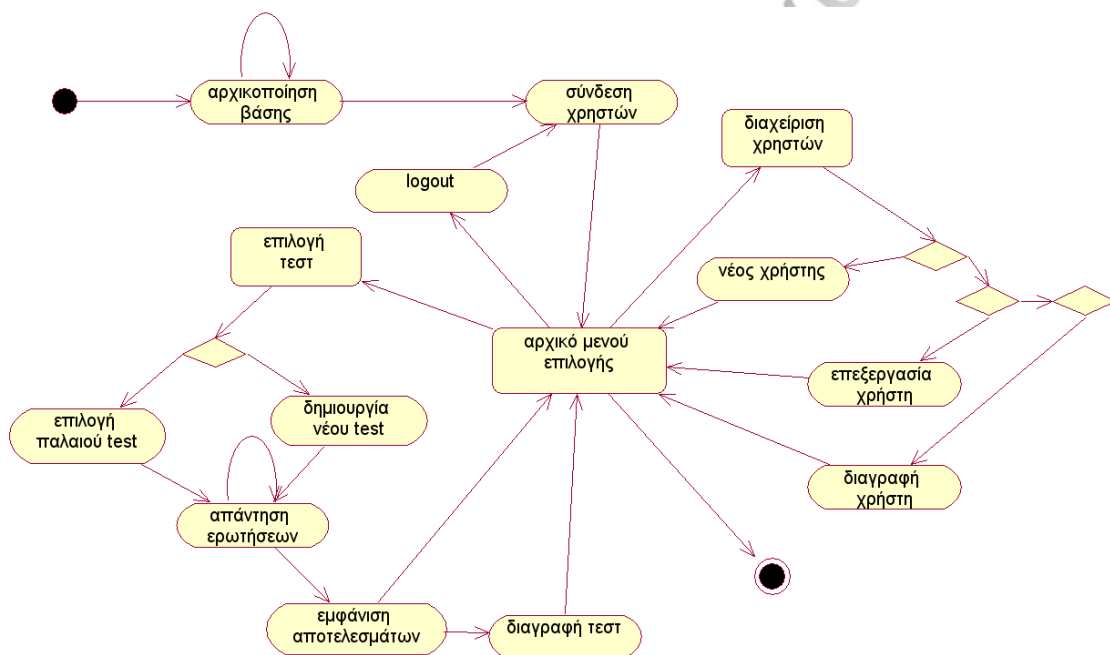 αρχικοποίηση
βάσης
σύνδεση
χρηστών
διαχείριση
χρηστών
logout
επιλογή
τεστ
νέος χρήστης
αρχικό μενού
επιλογής
επεξεργασία
χρήστη
επιλογή
παλαιού test
δημιουργία
νέου test
διαγραφή
χρήστη
απάντηση
ερωτήσεων
εμφάνιση
αποτελεσμάτων
διαγραφή τεστ